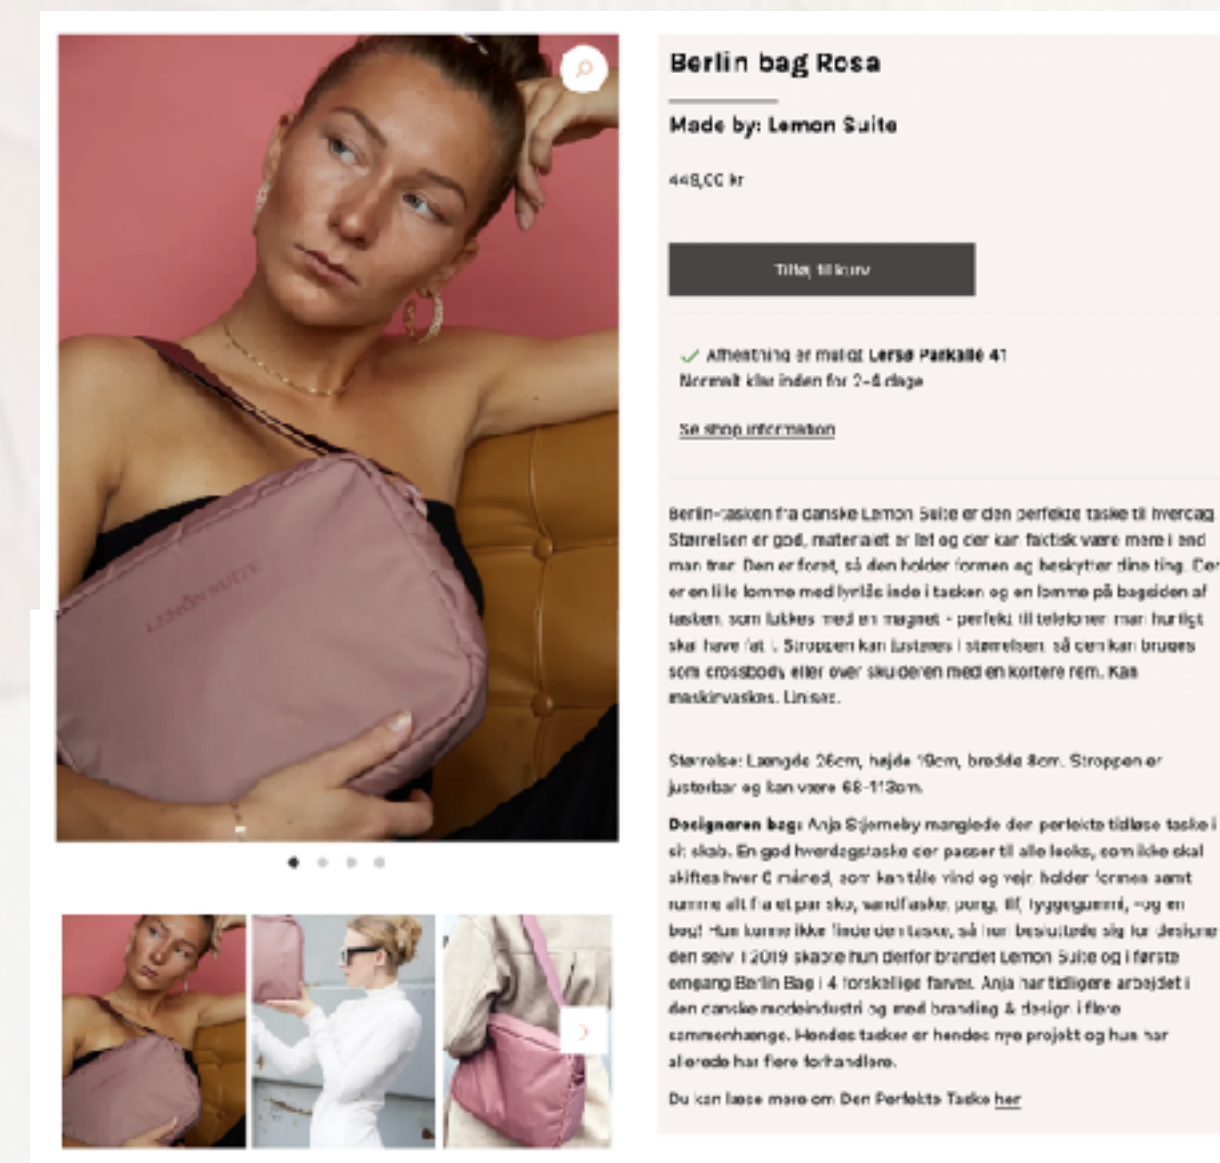 Berlin bag Rosa
Made by: Lemon Suite
kr
Tilføj til kurv
Afhentning er muligt Lersø Parkallé 41
Normalt klar inden for dage
Se shop information
LEMON SUITE
Berlin-tasken fra danske Lemon Suite er den perfekte taske til hverdag
Størrelsen er god, materialet er let og der kan faktisk være mere i end
man tror. Den er foret, så den holder formen og beskytter dine ting. Der
er en lille lomme med lynlås inde i tasken og en lomme på bagsiden af
tasken, som lukkes med en magnet - perfekt til telefonen man hurtigt
skal have fat i. Stroppen kan justeres i størrelsen, så den kan bruges
som crossbody eller over skulderen med en kortere rem. Kan
maskinvaskes. Unisex.
Størrelse: Længde 26cm, højde 19cm, bredde 8cm. Stroppen er
justerbar og kan være
Designeren bag: Anja Stjerneby manglede den perfekte tidløse taske i
sit skab. En god hverdagstaske der passer til alle looks, som ikke skal
skiftes hver 6 måned, som kan tåle vind og vejr, holder formen samt
rumme alt fra et par sko, vandflaske, pung, tlf, tyggegummi, -og en
bog! Hun kunne ikke finde den taske, så hun besluttede sig for designe
den selv. I 2019 skabte hun derfor brandet Lemon Suite og i første
omgang Berlin Bag i 4 forskellige farver. Anja har tidligere arbejdet i
den danske modeindustri og med branding & design i flere
sammenhænge. Hendes tasker er hendes nye projekt og hun har
allerede har flere forhandlere.
Du kan læse mere om Den Perfekte Taske her